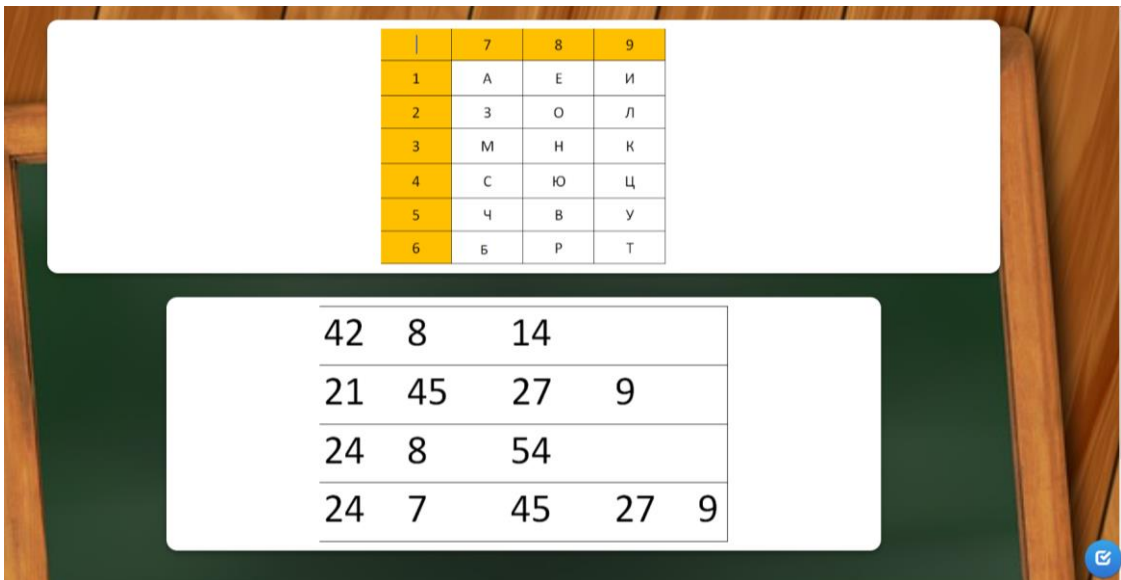 | 7 8 9
1 А Е И
2 З О Л
3 М Н К
4 С Ю Ц
5 Ч В У
6 Б Р Т
42 8 14
21 45 27 9
24 8 54
24 7 45 27 9